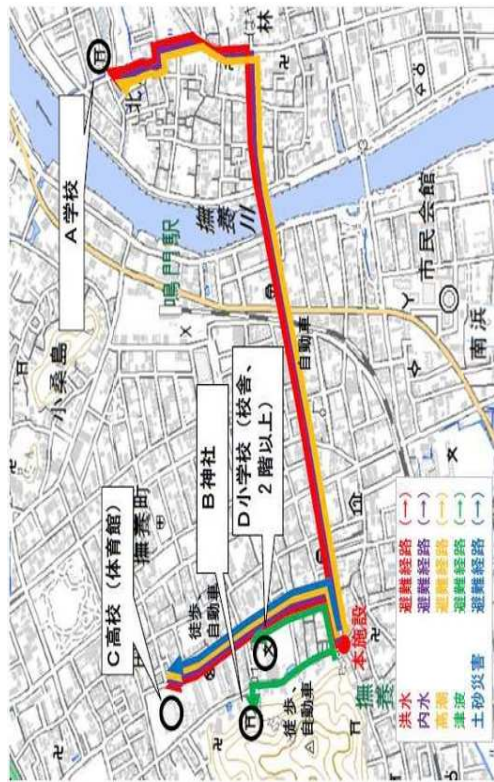 A学校
北
林
小桑島
鳴門駅
撫養川
C高校（体育館）
撫養町
B神社
D小学校（校舎、
2階以上）
徒歩、
自動車
自動車
市民会館
南浜
徒歩、
自動車
本施設
撫養
洪水　避難経路（→）
内水　避難経路（→）
高潮　避難経路（→）
津波　避難経路（→）
土砂災害　避難経路（→）